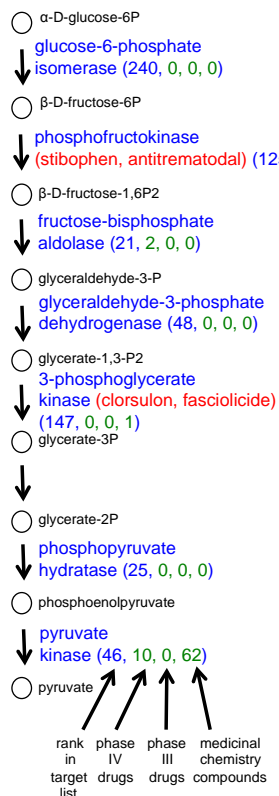 α-D-glucose-6P
glucose-6-phosphate
isomerase (240, 0, 0, 0)
β-D-fructose-6P
phosphofructokinase
(stibophen, antitrematodal) (12
β-D-fructose-1,6P2
fructose-bisphosphate
aldolase (21, 2, 0, 0)
glyceraldehyde-3-P
glyceraldehyde-3-phosphate
dehydrogenase (48, 0, 0, 0)
glycerate-1,3-P2
3-phosphoglycerate
kinase (clorsulon, fasciolicide)
(147, 0, 0, 1)
glycerate-3P
glycerate-2P
phosphopyruvate
hydratase (25, 0, 0, 0)
phosphoenolpyruvate
pyruvate
kinase (46, 10, 0, 62)
pyruvate
rank phase phase medicinal
in IV III chemistry
target drugs drugs compounds
list